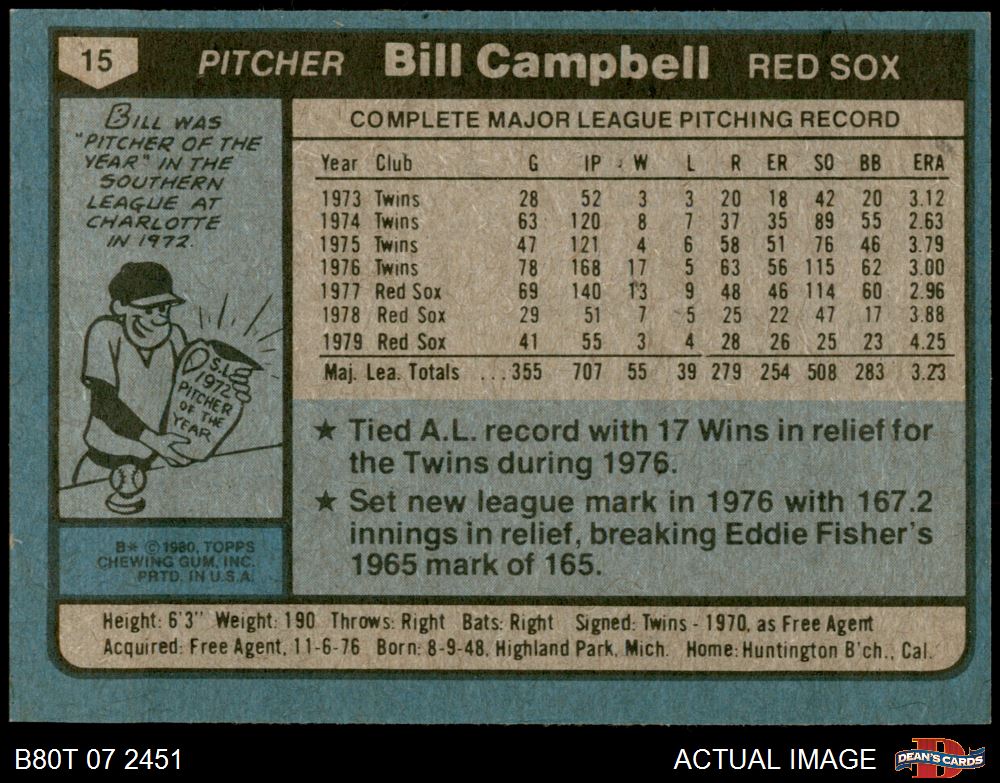 15 PITCHER Bill Campbell RED SOX
BILL WAS
"PITCHER OF THE
YEAR" IN THE
SOUTHERN
LEAGUE AT
CHARLOTTE
IN 1972.
S.L.
1972
PITCHER
OF THE
YEAR
B* © 1980, TOPPS
CHEWING GUM, INC.
PRTD. IN U.S.A.
COMPLETE MAJOR LEAGUE PITCHING RECORD
Year Club G IP W L R ER SO BB ERA
1973 Twins 28 52 3 3 20 18 42 20 3.12
1974 Twins 63 120 8 7 37 35 89 55 2.63
1975 Twins 47 121 4 6 58 51 76 46 3.79
1976 Twins 78 168 17 5 63 56 115 62 3.00
1977 Red Sox 69 140 13 9 48 46 114 60 2.96
1978 Red Sox 29 51 7 5 25 22 47 17 3.88
1979 Red Sox 41 55 3 4 28 26 25 23 4.25
Maj. Lea. Totals ...355 707 55 39 279 254 508 283 3.23
★ Tied A.L. record with 17 Wins in relief for
the Twins during 1976.
★ Set new league mark in 1976 with 167.2
innings in relief, breaking Eddie Fisher's
1965 mark of 165.
Height: 6'3" Weight: 190 Throws: Right Bats: Right Signed: Twins - 1970, as Free Agent
Acquired: Free Agent, 11-6-76 Born: 8-9-48, Highland Park, Mich. Home: Huntington B'ch., Cal.
B80T 07 2451 ACTUAL IMAGE DEAN'S CARDS